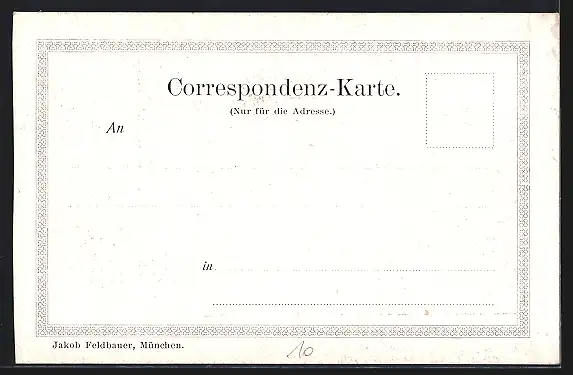 Correspondenz-Karte.
(Nur für die Adresse.)
An
in
Jakob Feldbauer, München.
10